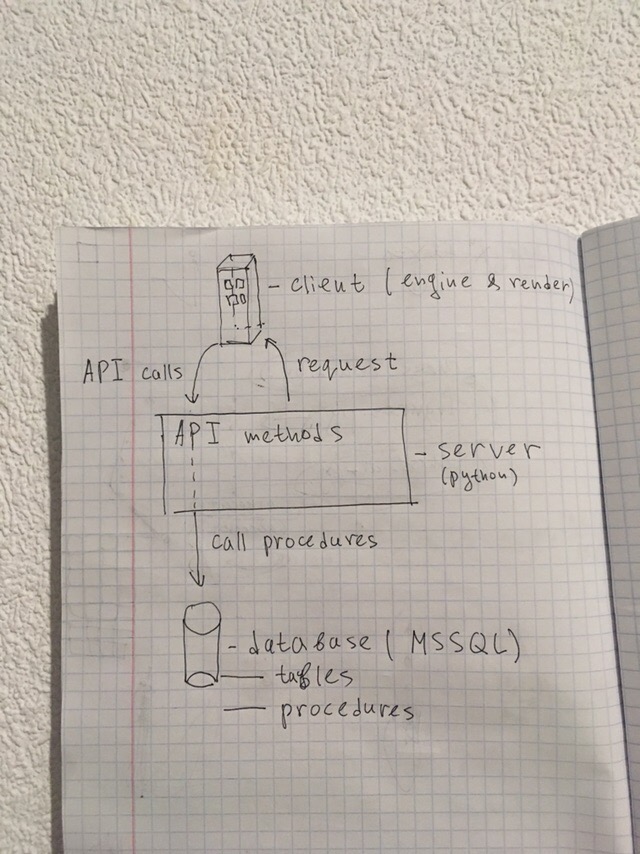 - client (engine & render)
API calls
request
API methods
- server
(python)
call procedures
- database (MSSQL)
— tables
— procedures